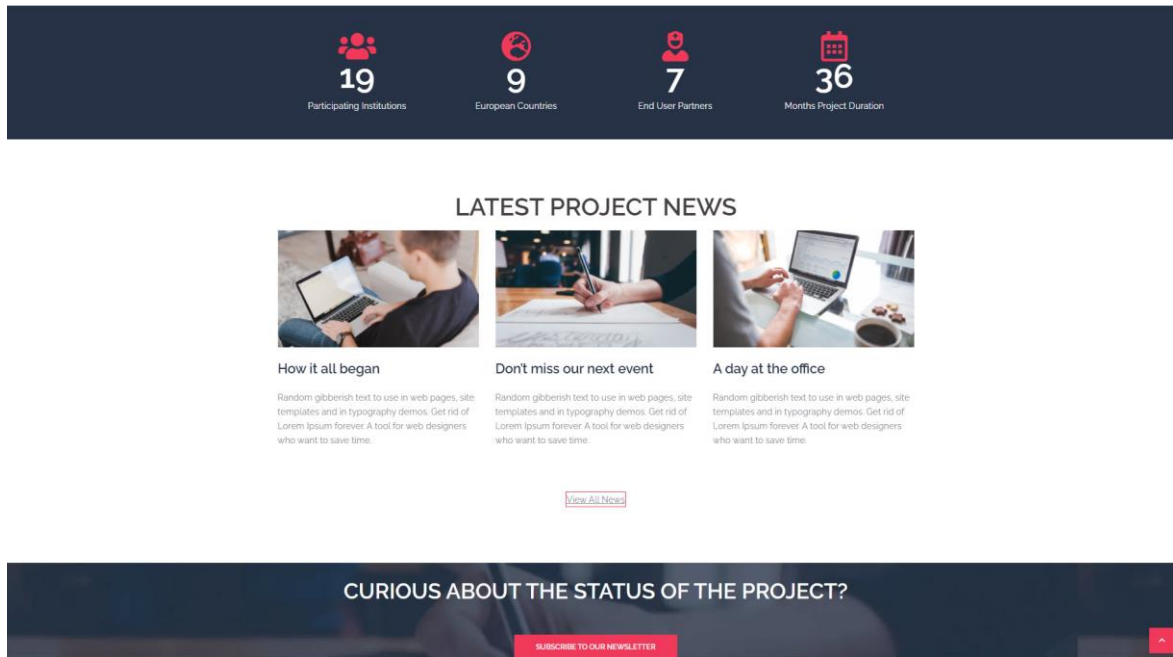 19
9
7
36
Participating Institutions
European Countries
End User Partners
Months Project Duration
LATEST PROJECT NEWS
How it all began
Random gibberish text to use in web pages, site
templates and in typography demos. Get rid of
Lorem Ipsum forever. A tool for web designers
who want to save time.
Don't miss our next event
Random gibberish text to use in web pages, site
templates and in typography demos. Get rid of
Lorem Ipsum forever. A tool for web designers
who want to save time.
A day at the office
Random gibberish text to use in web pages, site
templates and in typography demos. Get rid of
Lorem Ipsum forever. A tool for web designers
who want to save time.
View All News
CURIOUS ABOUT THE STATUS OF THE PROJECT?
SUBSCRIBE TO OUR NEWSLETTER